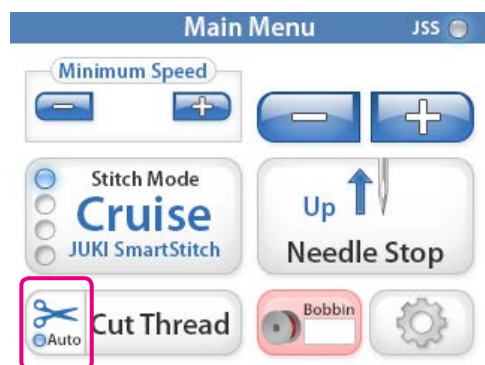 Main Menu
JSS
Minimum Speed
Stitch Mode
Cruise
JUKI SmartStitch
Up
Needle Stop
Auto
Cut Thread
Bobbin